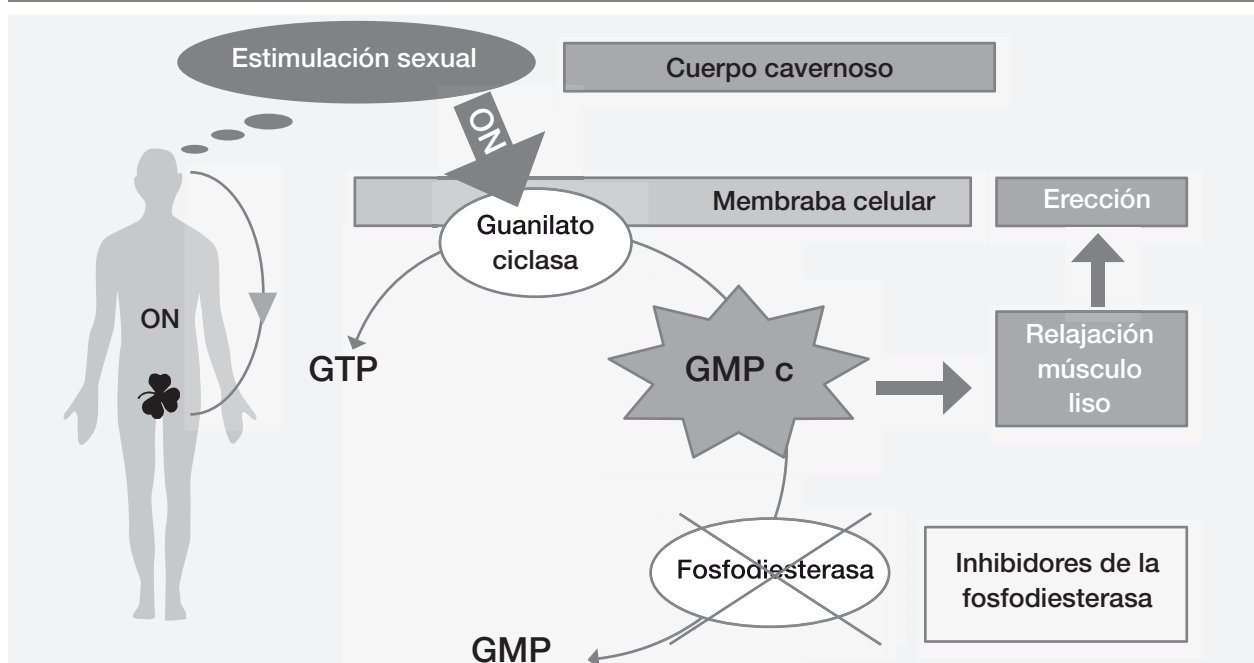 Estimulación sexual
Cuerpo cavernoso
ON
Membraba celular
Erección
Guanilato
ciclasa
ON
GTP
GMP c
Relajación
músculo
liso
Fosfodiesterasa
Inhibidores de la
fosfodiesterasa
GMP